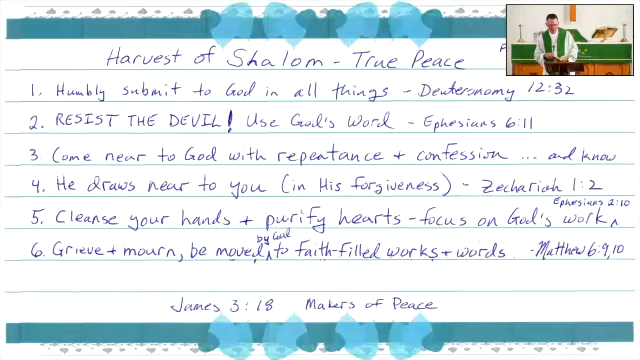 Harvest of Shalom - True Peace
1. Humbly submit to God in all things - Deuteronomy 12:32
2. RESIST THE DEVIL! Use God's Word - Ephesians 6:11
3 Come near to God with repentance + confession ... and know
4. He draws near to you (in His forgiveness) - Zechariah 1:2
Ephesians 2:10
5. Cleanse your hands + purify hearts - focus on God's work ^
by God
6. Grieve + mourn, be moved, ^ to faith-filled works + words. - Matthew 6:9,10
James 3:18 Makers of Peace